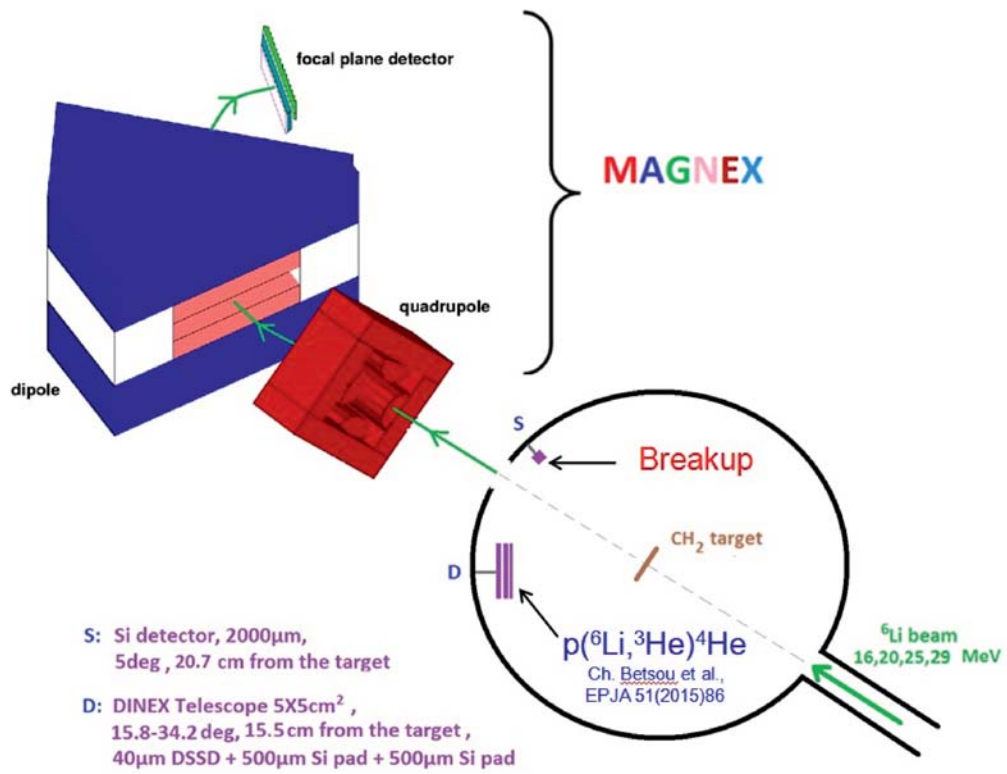 focal plane detector
MAGNEX
quadrupole
dipole
S
Breakup
CH₂ target
D
⁶Li beam
16,20,25,29 MeV
p(⁶Li,³He)⁴He
Ch. Betsou et al.,
EPJA 51(2015)86
S: Si detector, 2000μm,
5deg , 20.7 cm from the target
D: DINEX Telescope 5X5cm² ,
15.8-34.2 deg, 15.5cm from the target ,
40μm DSSD + 500μm Si pad + 500μm Si pad